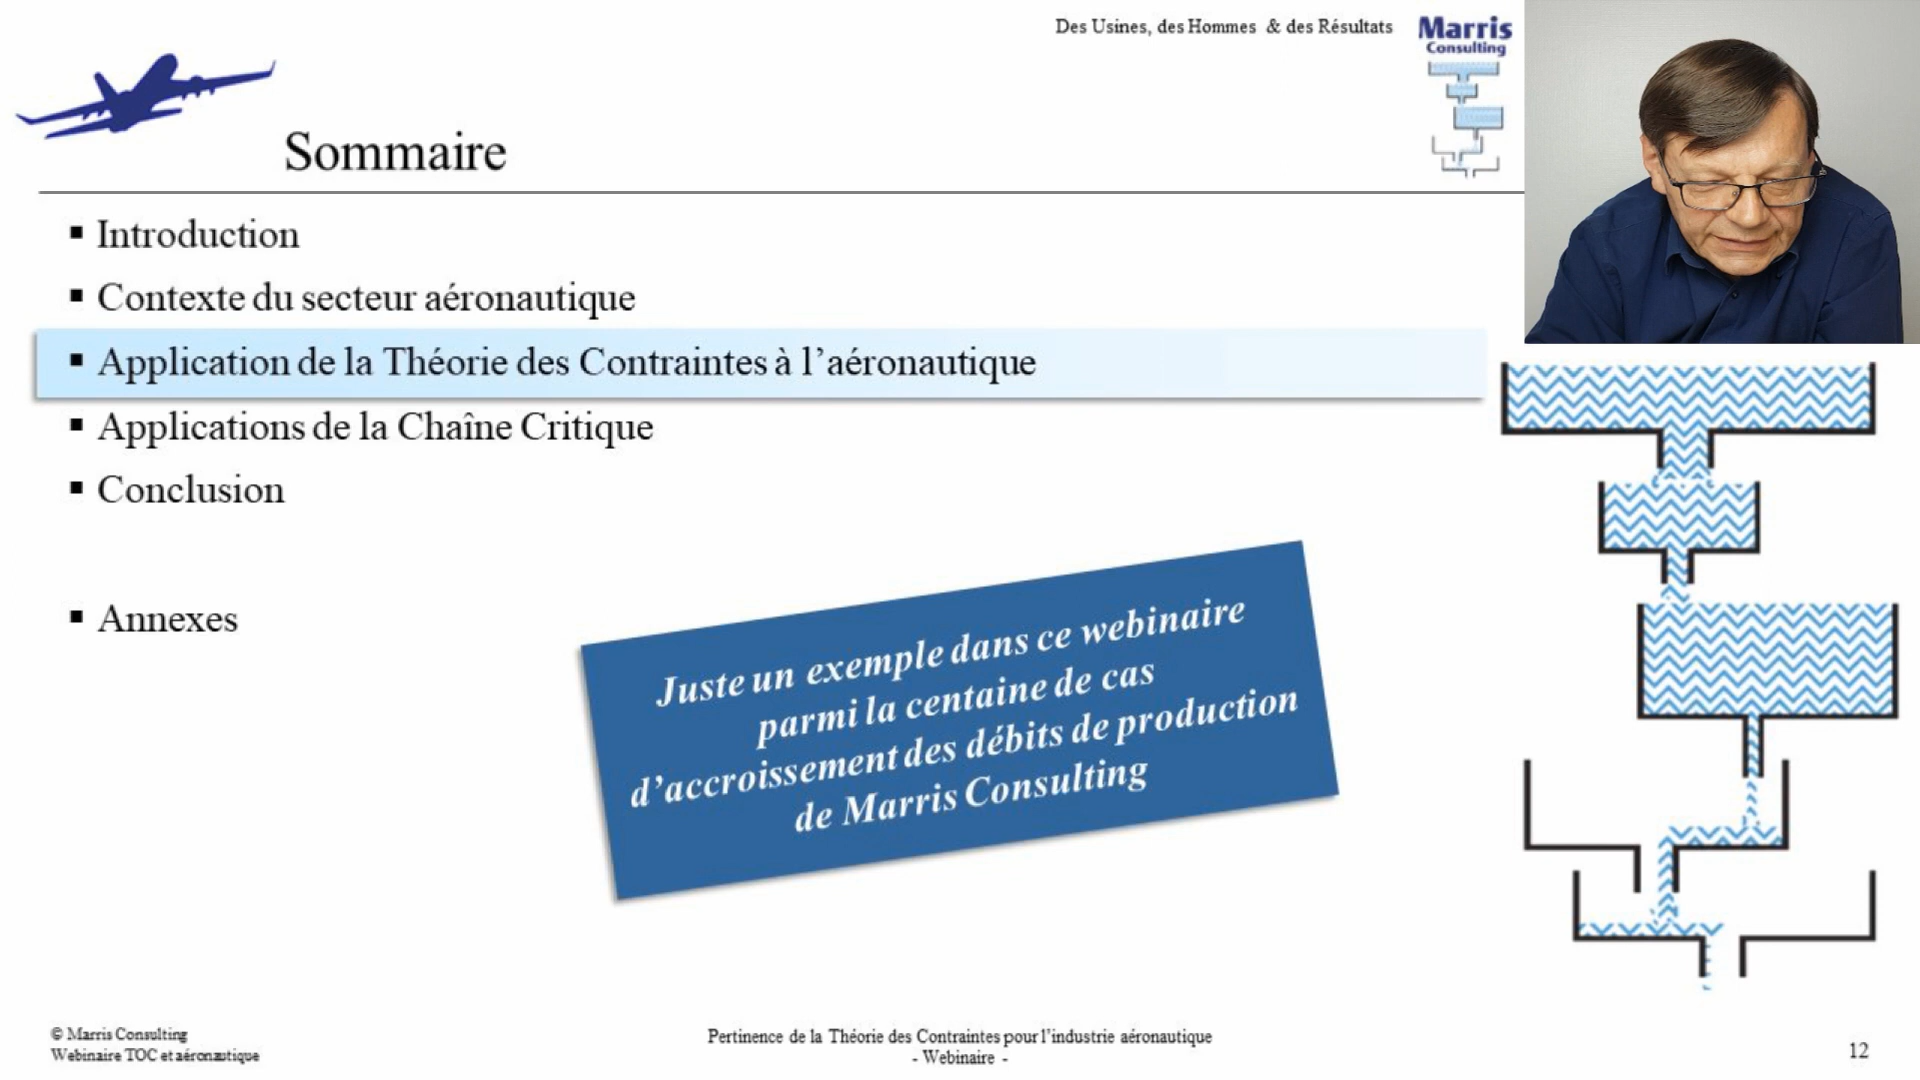 Des Usines, des Hommes & des Résultats
Marris
Consulting
Sommaire
▪ Introduction
▪ Contexte du secteur aéronautique
▪ Application de la Théorie des Contraintes à l’aéronautique
▪ Applications de la Chaîne Critique
▪ Conclusion
▪ Annexes
Juste un exemple dans ce webinaire
parmi la centaine de cas
d’accroissement des débits de production
de Marris Consulting
© Marris Consulting
Webinaire TOC et aéronautique
Pertinence de la Théorie des Contraintes pour l’industrie aéronautique
- Webinaire -
12